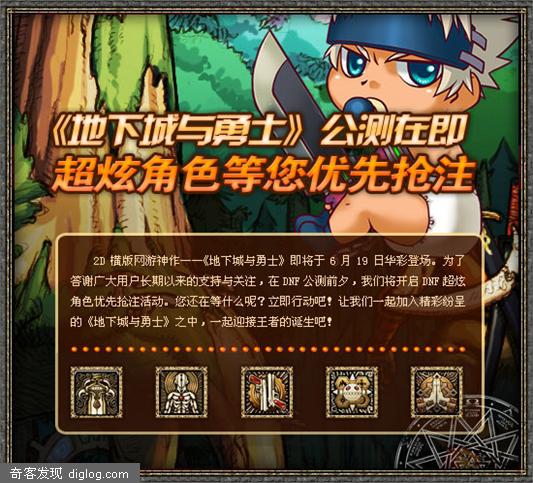 《地下城与勇士》公测在即
超炫角色等您优先抢注
2D 横版网游神作——《地下城与勇士》即将于 6 月 19 日华彩登场。为了
答谢广大用户长期以来的支持与关注，在 DNF 公测前夕，我们将开启 DNF 超炫
角色优先抢注活动。您还在等什么呢？立即行动吧！让我们一起加入精彩纷呈
的《地下城与勇士》之中，一起迎接王者的诞生吧！
奇客发现 diglog.com